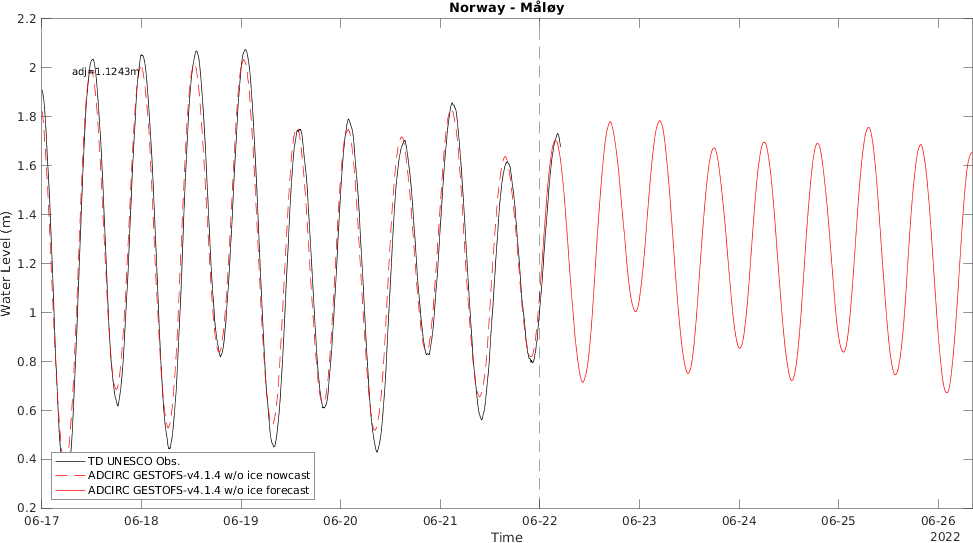 Norway - Måløy
2.2
2
1.8
1.6
1.4
1.2
1
0.8
0.6
0.4
0.2
Water Level (m)
adj=1.1243m
TD UNESCO Obs.
ADCIRC GESTOFS-v4.1.4 w/o ice nowcast
ADCIRC GESTOFS-v4.1.4 w/o ice forecast
06-17 06-18 06-19 06-20 06-21 06-22 06-23 06-24 06-25 06-26
2022
Time